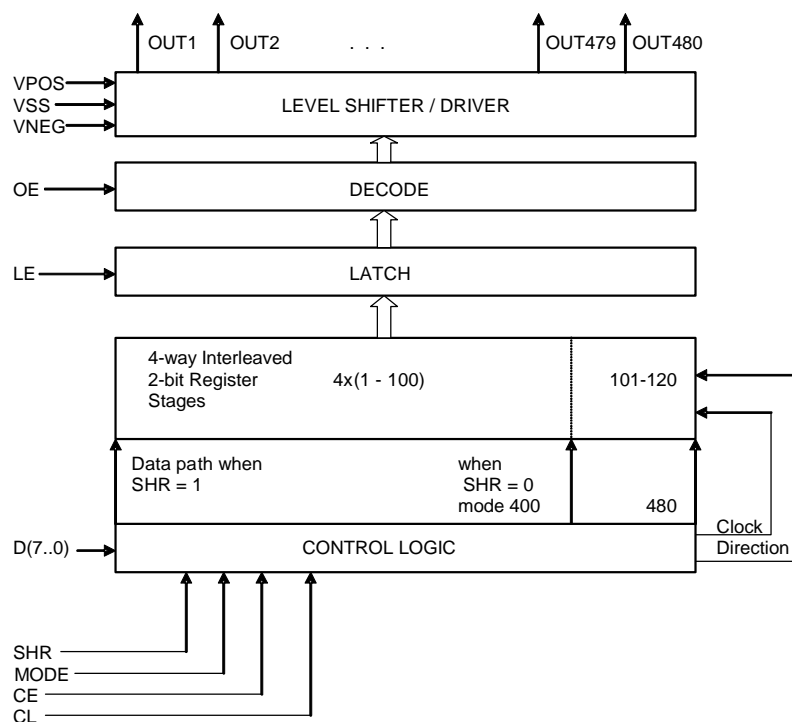 OUT1 OUT2 . . . OUT479 OUT480
VPOS
VSS
VNEG
LEVEL SHIFTER / DRIVER
OE
DECODE
LE
LATCH
4-way Interleaved
2-bit Register
Stages
4x(1 - 100)
101-120
Data path when
SHR = 1
when
SHR = 0
mode 400
480
Clock
Direction
D(7..0)
CONTROL LOGIC
SHR
MODE
CE
CL